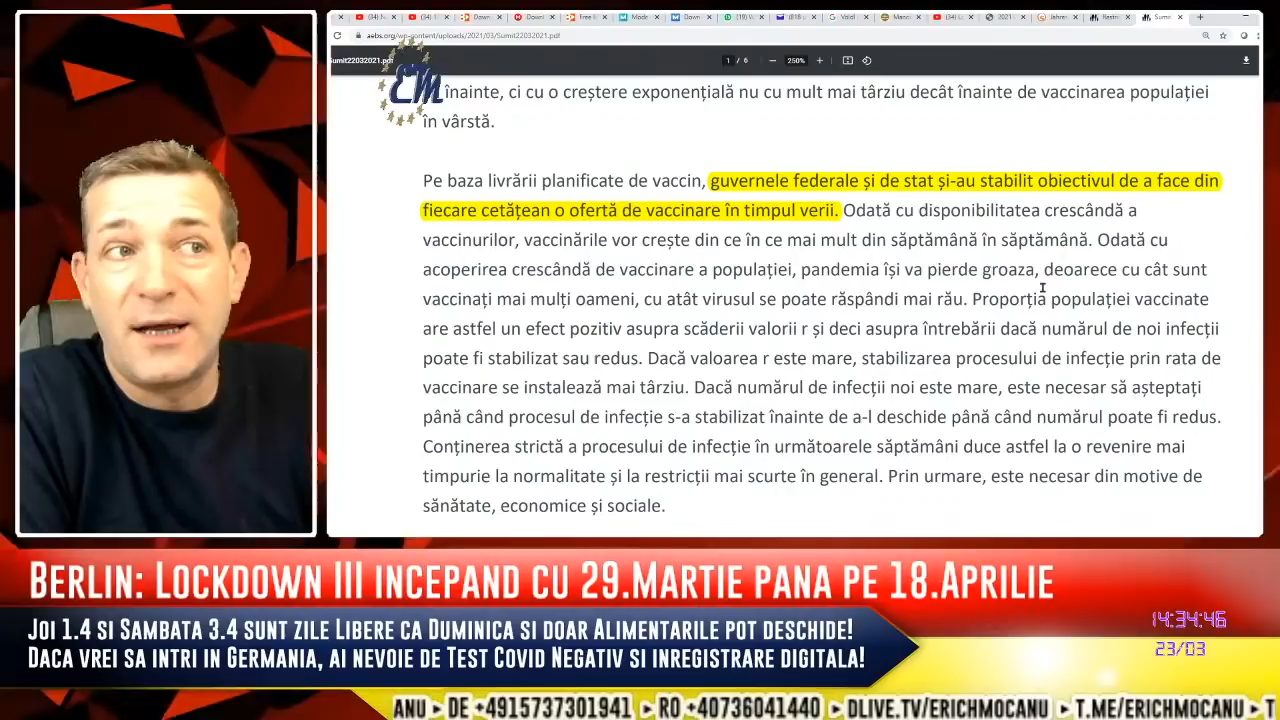 aebs.org/wp-content/uploads/2021/03/Sumit22032021.pdf
Sumit22032021.pdf
1 / 6
250%
EM
înainte, ci cu o creștere exponențială nu cu mult mai târziu decât înainte de vaccinarea populației
în vârstă.
Pe baza livrării planificate de vaccin, guvernele federale și de stat și-au stabilit obiectivul de a face din
fiecare cetățean o ofertă de vaccinare în timpul verii. Odată cu disponibilitatea crescândă a
vaccinurilor, vaccinările vor crește din ce în ce mai mult din săptămână în săptămână. Odată cu
acoperirea crescândă de vaccinare a populației, pandemia își va pierde groaza, deoarece cu cât sunt
vaccinați mai mulți oameni, cu atât virusul se poate răspândi mai rău. Proporția populației vaccinate
are astfel un efect pozitiv asupra scăderii valorii r și deci asupra întrebării dacă numărul de noi infecții
poate fi stabilizat sau redus. Dacă valoarea r este mare, stabilizarea procesului de infecție prin rata de
vaccinare se instalează mai târziu. Dacă numărul de infecții noi este mare, este necesar să așteptați
până când procesul de infecție s-a stabilizat înainte de a-l deschide până când numărul poate fi redus.
Conținerea strictă a procesului de infecție în următoarele săptămâni duce astfel la o revenire mai
timpurie la normalitate și la restricții mai scurte în general. Prin urmare, este necesar din motive de
sănătate, economice și sociale.
BERLIN: LOCKDOWN III INCEPAND CU 29.MARTIE PANA PE 18.APRILIE
JOI 1.4 SI SAMBATA 3.4 SUNT ZILE LIBERE CA DUMINICA SI DOAR ALIMENTARILE POT DESCHIDE!
DACA VREI SA INTRI IN GERMANIA, AI NEVOIE DE TEST COVID NEGATIV SI INREGISTRARE DIGITALA!
14:34:46
23/03
ANU ► DE +4915737301941 ► RO +40736041440 ► DLIVE.TV/ERICHMOCANU ► T.ME/ERICHMOCANU ► T